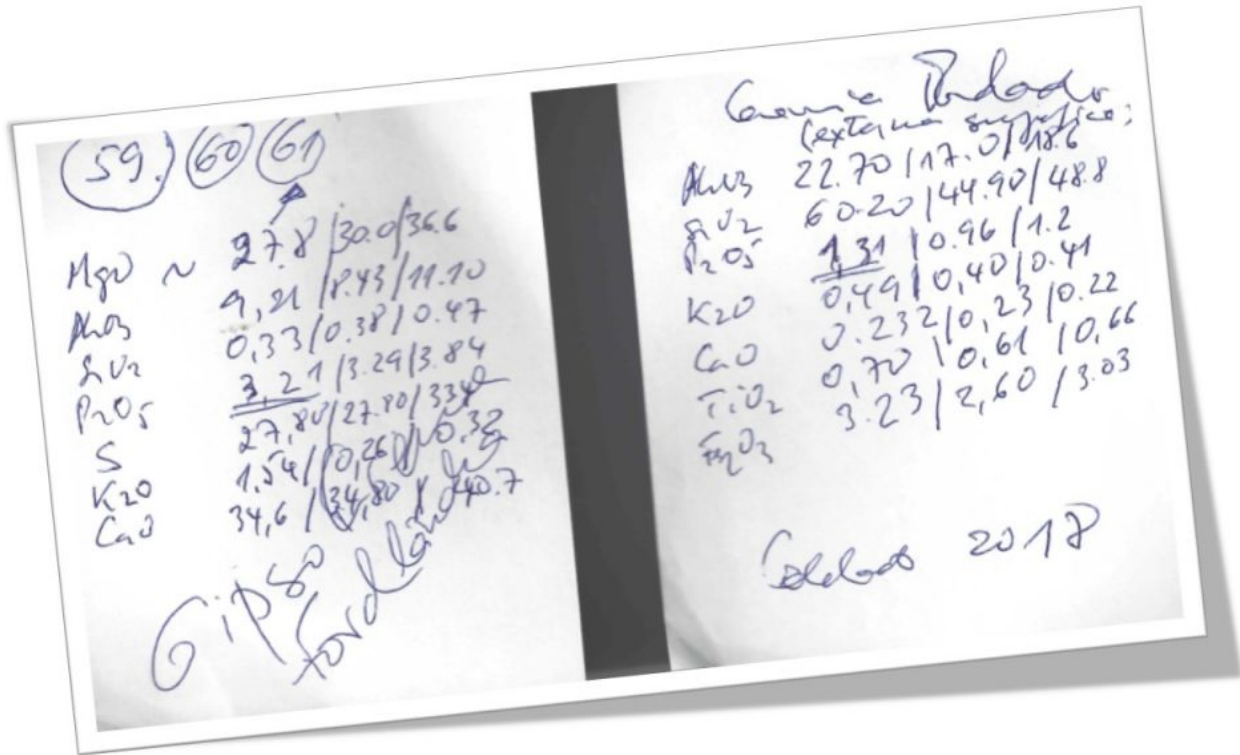 (59.) (60) (61)
MgO ~ 27.8/30.0/36.6
Al2O3 9,21/8.43/11.10
SiO2 0,33/0.38/0.47
P2O5 3,21/3.29/3.84
S 27,80/27.80/334
K2O 1,54/0,26/0,33
CaO 34,6/34,80/40.7
Gipso
(externa superfice;
Al2O3 22.70/17.0/18.6
SiO2 60.20/44.90/48.8
P2O5 1,31/0.96/1.2
K2O 0,49/0,40/0.41
CaO 0.232/0,23/0.22
TiO2 0,70/0,61/0,66
Fe2O3 3.23/2,60/3.03
2018